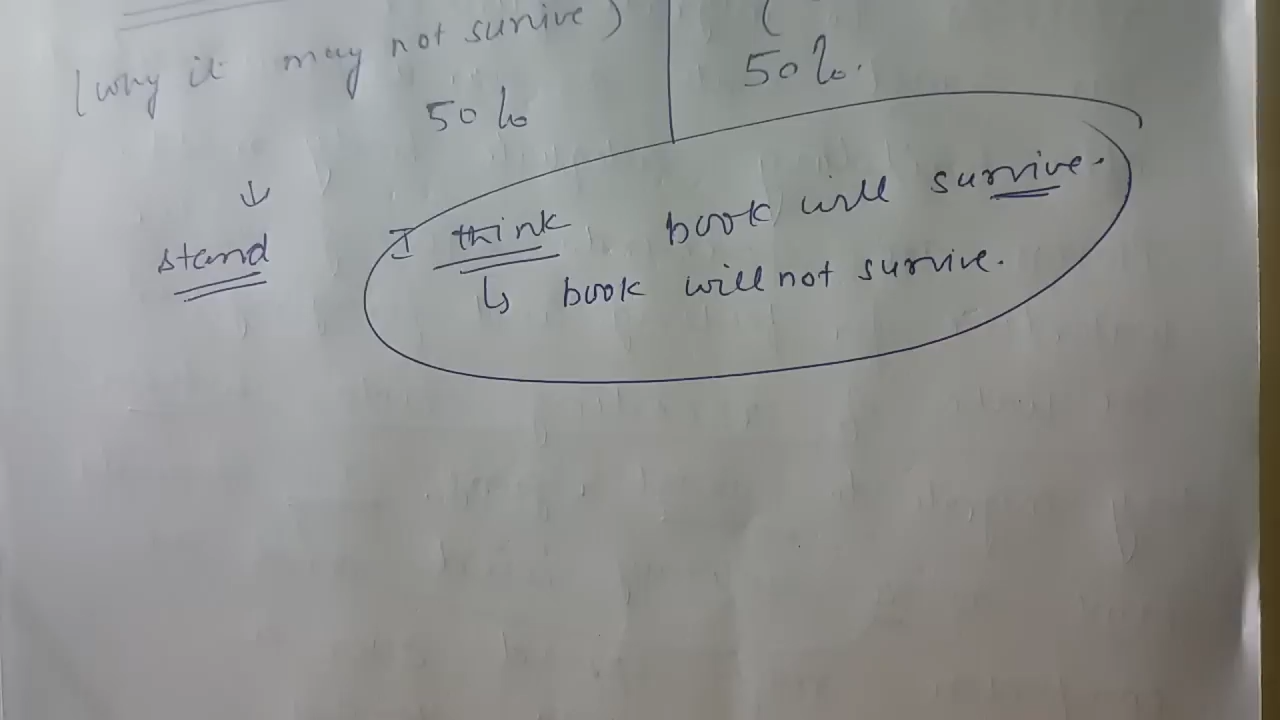 (why it may not survive)
50%
(
50%.
↓
stand
I think book will survive.
↳ book will not survive.